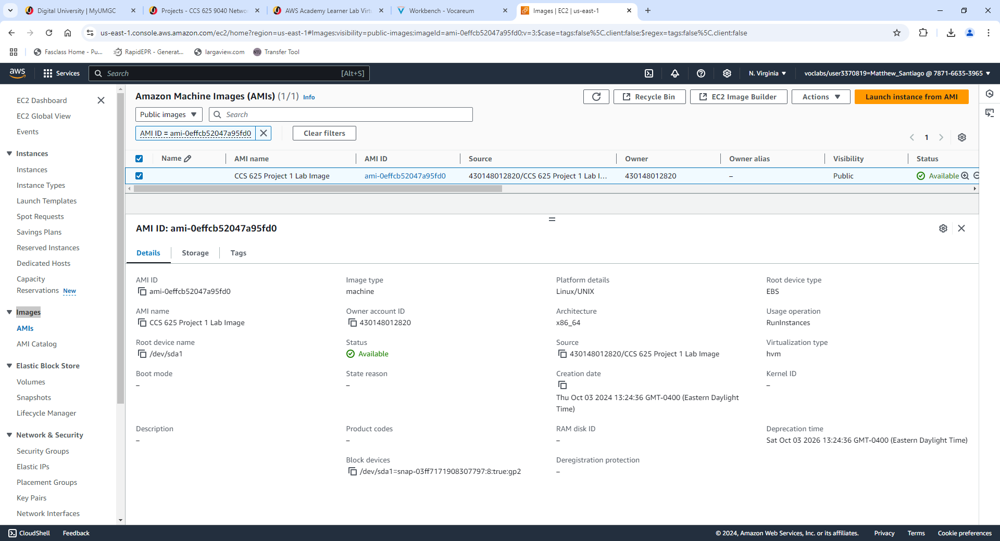 Digital University | MyUMGC
Projects - CCS 625 9040 Netwo
AWS Academy Learner Lab Virtu
Workbench - Vocareum
Images | EC2 | us-east-1
us-east-1.console.aws.amazon.com/ec2/home?region=us-east-1#Images:visibility=public-images;imageId=ami-0effcb52047a95fd0;v=3;$case=tags:false%5C,client:false;$regex=tags:false%5C,client:false
Fasclass Home - Pu...
RapidEPR - Generat...
largaview.com
NTU
Transfer Tool
aws
Services
Search
[Alt+S]
N. Virginia
voclabs/user3370819=Matthew_Santiago @ 7871-6635-3965
EC2 Dashboard
EC2 Global View
Events
Instances
Instances
Instance Types
Launch Templates
Spot Requests
Savings Plans
Reserved Instances
Dedicated Hosts
Capacity
Reservations New
Images
AMIs
AMI Catalog
Elastic Block Store
Volumes
Snapshots
Lifecycle Manager
Network & Security
Security Groups
Elastic IPs
Placement Groups
Key Pairs
Network Interfaces
Amazon Machine Images (AMIs) (1/1) Info
Recycle Bin
EC2 Image Builder
Actions
Launch instance from AMI
Public images
Search
AMI ID = ami-0effcb52047a95fd0
Clear filters
1
Name
AMI name
AMI ID
Source
Owner
Owner alias
Visibility
Status
CCS 625 Project 1 Lab Image
ami-0effcb52047a95fd0
430148012820/CCS 625 Project 1 Lab I...
430148012820
–
Public
Available
AMI ID: ami-0effcb52047a95fd0
Details
Storage
Tags
AMI ID
ami-0effcb52047a95fd0
Image type
machine
Platform details
Linux/UNIX
Root device type
EBS
AMI name
CCS 625 Project 1 Lab Image
Owner account ID
430148012820
Architecture
x86_64
Usage operation
RunInstances
Root device name
/dev/sda1
Status
Available
Source
430148012820/CCS 625 Project 1 Lab Image
Virtualization type
hvm
Boot mode
–
State reason
–
Creation date
Thu Oct 03 2024 13:24:36 GMT-0400 (Eastern Daylight
Time)
Kernel ID
–
Description
–
Product codes
–
RAM disk ID
–
Deprecation time
Sat Oct 03 2026 13:24:36 GMT-0400 (Eastern Daylight Time)
Block devices
/dev/sda1=snap-03ff7171908307797:8:true:gp2
Deregistration protection
–
CloudShell
Feedback
© 2024, Amazon Web Services, Inc. or its affiliates.
Privacy
Terms
Cookie preferences